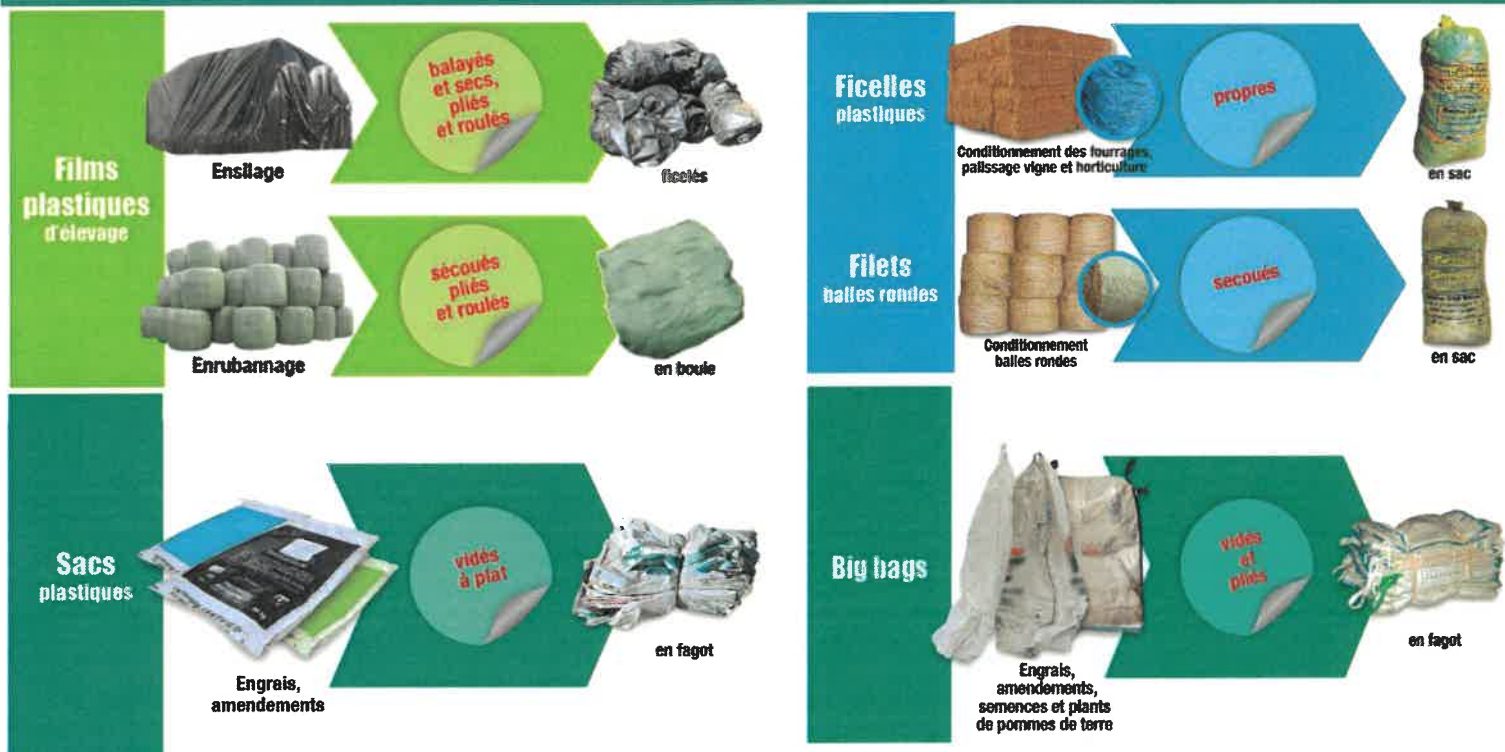 Films
plastiques
d'élevage
Ensilage
balayés
et secs,
pliés
et roulés
ficelés
Enrubannage
sécoués
pliés
et roulés
en boule
Ficelles
plastiques
Conditionnement des fourrages,
palissage vigne et horticulture
propres
en sac
Filets
balles rondes
Conditionnement
balles rondes
secoués
en sac
Sacs
plastiques
Engrais,
amendements
vidés
à plat
en fagot
Big bags
Engrais,
amendements,
semences et plants
de pommes de terre
vidés
et
pliés
en fagot